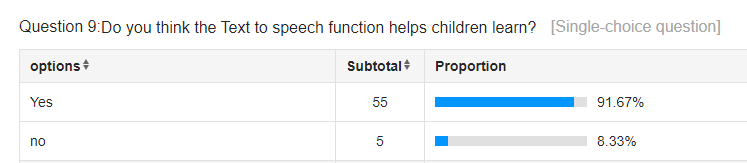 Question 9:Do you think the Text to speech function helps children learn? [Single-choice question]
options Subtotal Proportion
Yes 55 91.67%
no 5 8.33%